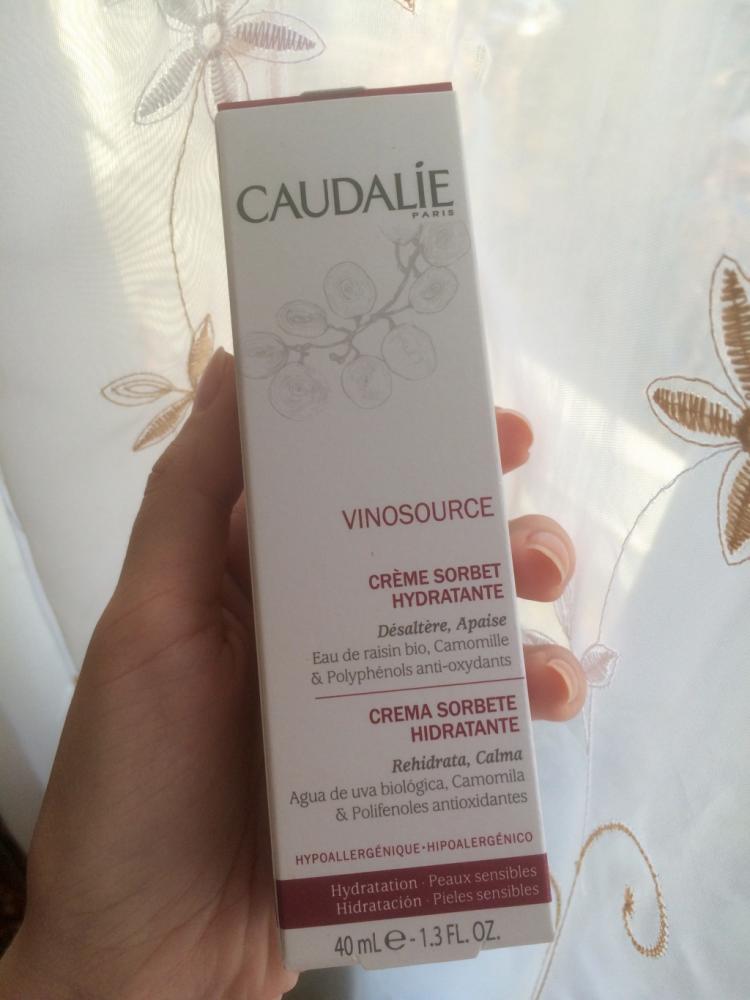 CAUDALÍE
PARIS
VINOSOURCE
CRÈME SORBET
HYDRATANTE
Désaltère, Apaise
Eau de raisin bio, Camomille
& Polyphénols anti-oxydants
CREMA SORBETE
HIDRATANTE
Rehidrata, Calma
Agua de uva biológica, Camomila
& Polifenoles antioxidantes
HYPOALLERGÉNIQUE·HIPOALERGÉNICO
Hydratation · Peaux sensibles
Hidratación · Pieles sensibles
40 mL ℮ - 1.3 FL. OZ.